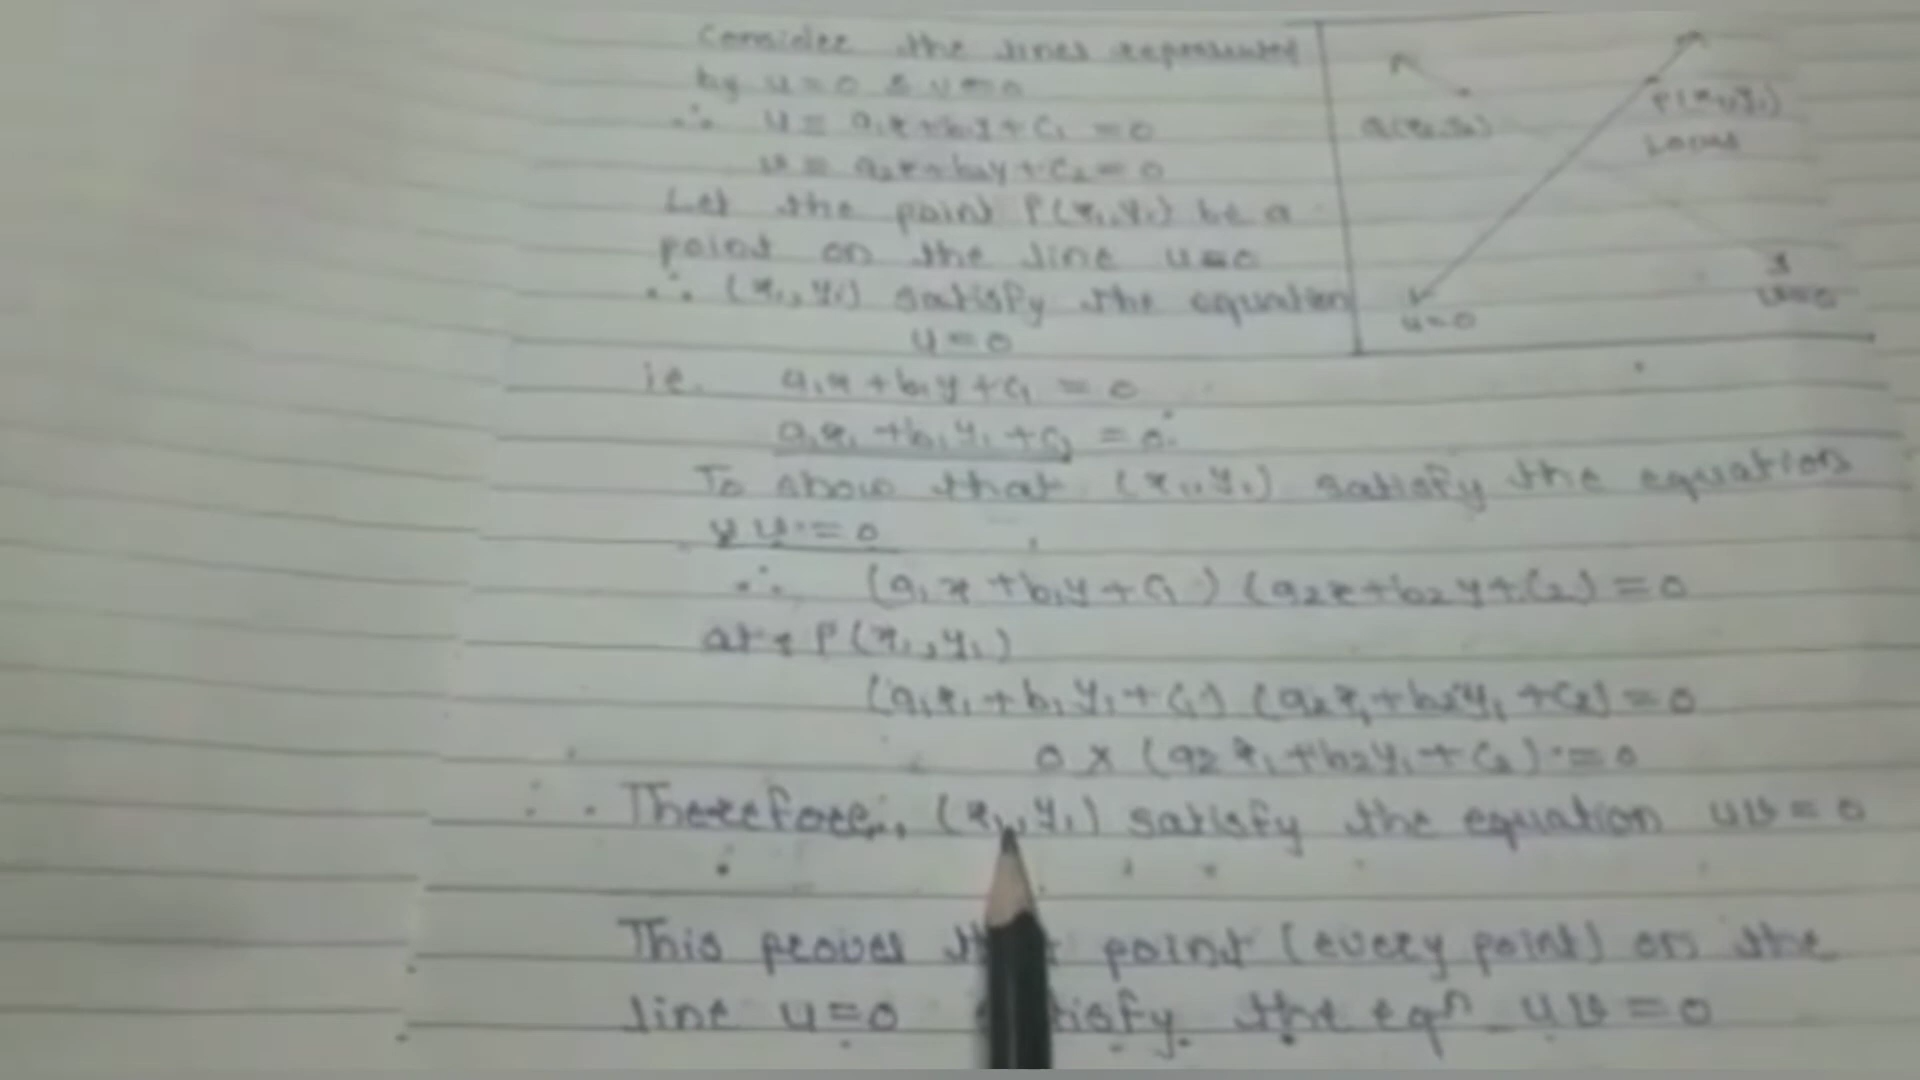 Consider the lines represented
by u = 0 & v = 0
∴ u ≡ a₁x + b₁y + c₁ = 0
v ≡ a₂x + b₂y + c₂ = 0
Let the point P(x₁, y₁) be a
point on the line u = 0
∴ (x₁, y₁) satisfy the equation
u = 0
i.e. a₁x + b₁y + c₁ = 0
a₁x₁ + b₁y₁ + c₁ = 0
To show that (x₁, y₁) satisfy the equation
uv = 0
∴ (a₁x + b₁y + c₁) (a₂x + b₂y + c₂) = 0
at P(x₁, y₁)
(a₁x₁ + b₁y₁ + c₁) (a₂x₁ + b₂y₁ + c₂) = 0
0 × (a₂x₁ + b₂y₁ + c₂) = 0
∴ Therefore, (x₁, y₁) satisfy the equation uv = 0
This proves point (every point) on the
line u = 0 the eqⁿ uv = 0
P(x₁, y₁)
Locus
u = 0
v = 0